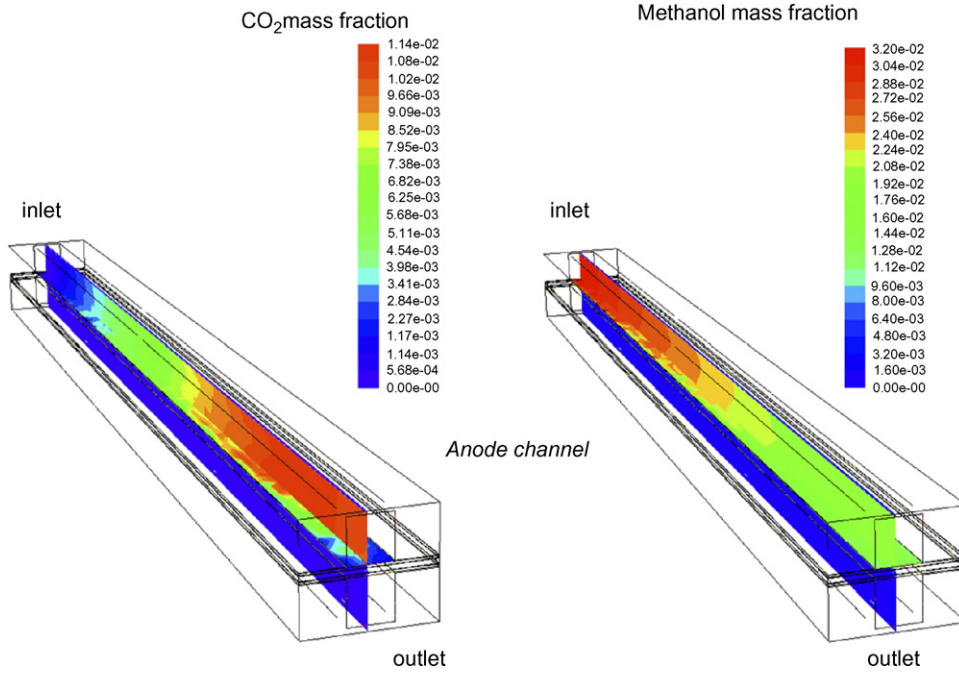 CO2mass fraction
1.14e-02
1.08e-02
1.02e-02
9.66e-03
9.09e-03
8.52e-03
7.95e-03
7.38e-03
6.82e-03
6.25e-03
5.68e-03
5.11e-03
4.54e-03
3.98e-03
3.41e-03
2.84e-03
2.27e-03
1.17e-03
1.14e-03
5.68e-04
0.00e-00
inlet
outlet
Anode channel
Methanol mass fraction
3.20e-02
3.04e-02
2.88e-02
2.72e-02
2.56e-02
2.40e-02
2.24e-02
2.08e-02
1.92e-02
1.76e-02
1.60e-02
1.44e-02
1.28e-02
1.12e-02
9.60e-03
8.00e-03
6.40e-03
4.80e-03
3.20e-03
1.60e-03
0.00e-00
inlet
outlet